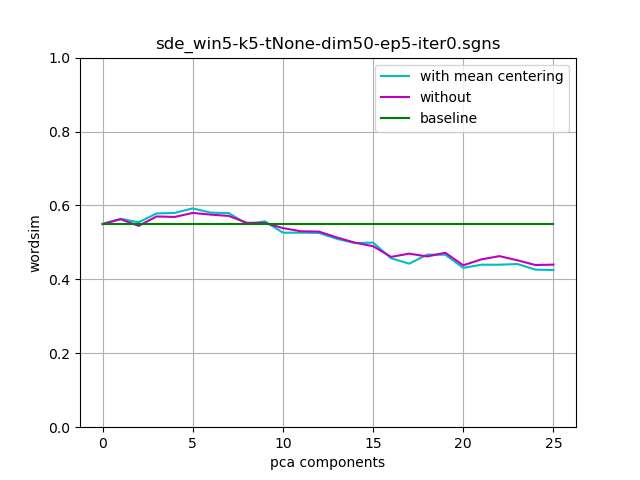 sde_win5-k5-tNone-dim50-ep5-iter0.sgns
with mean centering
without
baseline
1.0
0.8
0.6
0.4
0.2
0.0
wordsim
0 5 10 15 20 25
pca components